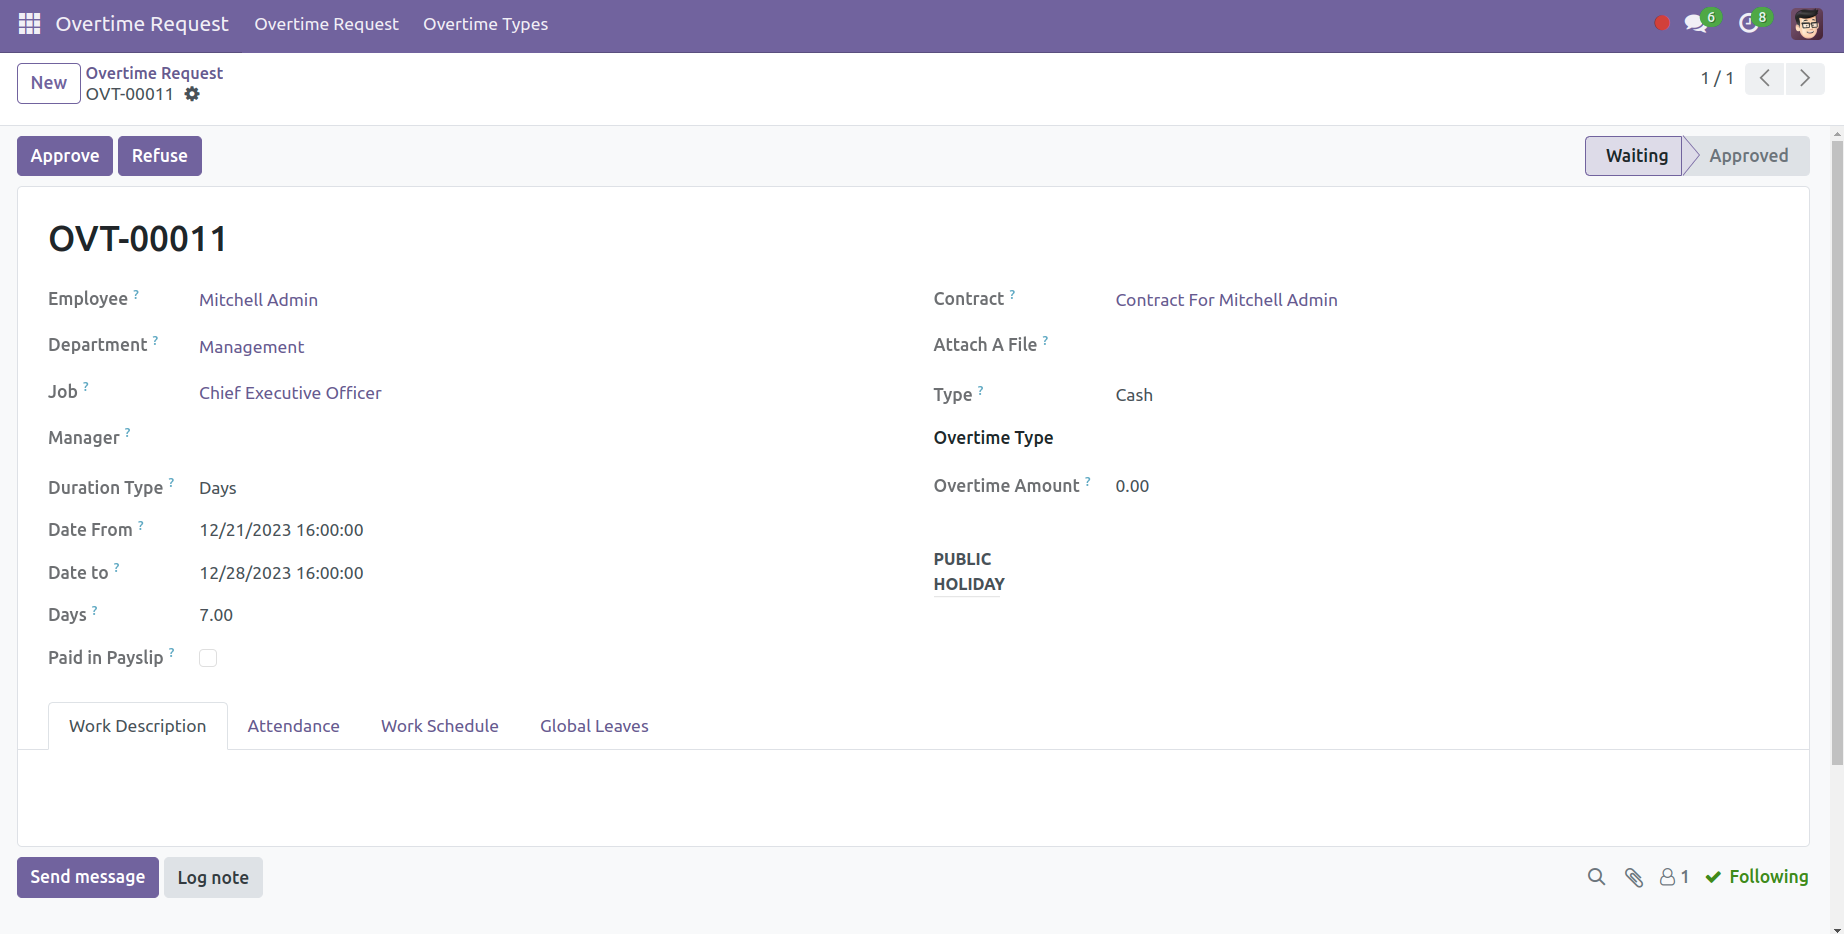 Overtime Request Overtime Request Overtime Types 6 8
New Overtime Request 1 / 1
OVT-00011
Approve Refuse Waiting Approved
OVT-00011
Employee ? Mitchell Admin Contract ? Contract For Mitchell Admin
Department ? Management Attach A File ?
Job ? Chief Executive Officer Type ? Cash
Manager ? Overtime Type
Duration Type ? Days Overtime Amount ? 0.00
Date From ? 12/21/2023 16:00:00
Date to ? 12/28/2023 16:00:00
PUBLIC
HOLIDAY
Days ? 7.00
Paid in Payslip ?
Work Description Attendance Work Schedule Global Leaves
Send message Log note 1 Following